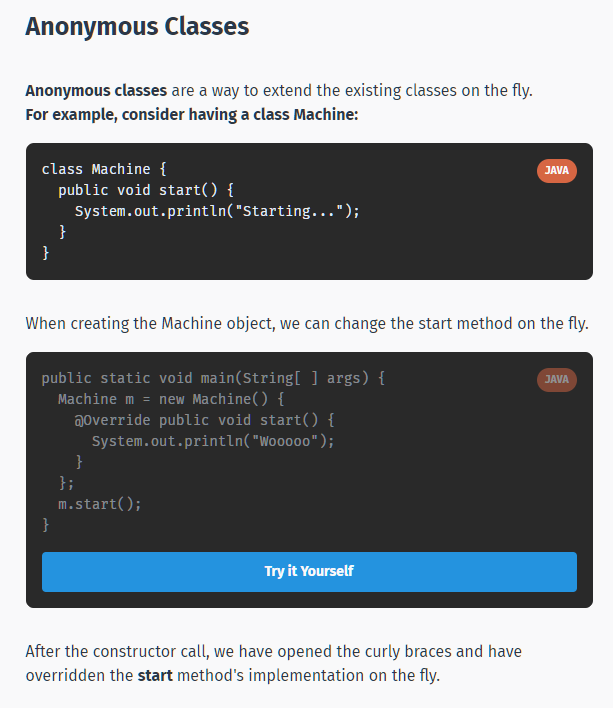 Anonymous Classes
Anonymous classes are a way to extend the existing classes on the fly.
For example, consider having a class Machine:
class Machine {
JAVA
  public void start() {
    System.out.println("Starting...");
  }
}
When creating the Machine object, we can change the start method on the fly.
public static void main(String[ ] args) {
JAVA
  Machine m = new Machine() {
    @Override public void start() {
      System.out.println("Wooooo");
    }
  };
  m.start();
}
Try it Yourself
After the constructor call, we have opened the curly braces and have
overridden the start method's implementation on the fly.